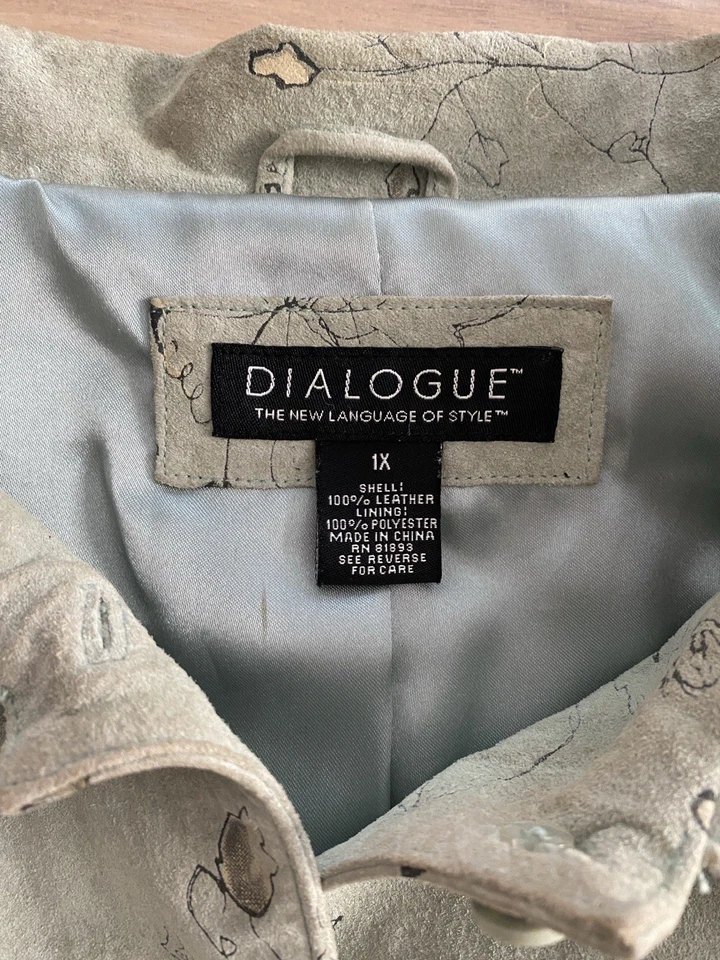 DIALOGUE™
THE NEW LANGUAGE OF STYLE™
1X
SHELL:
100% LEATHER
LINING:
100% POLYESTER
MADE IN CHINA
RN 81893
SEE REVERSE
FOR CARE